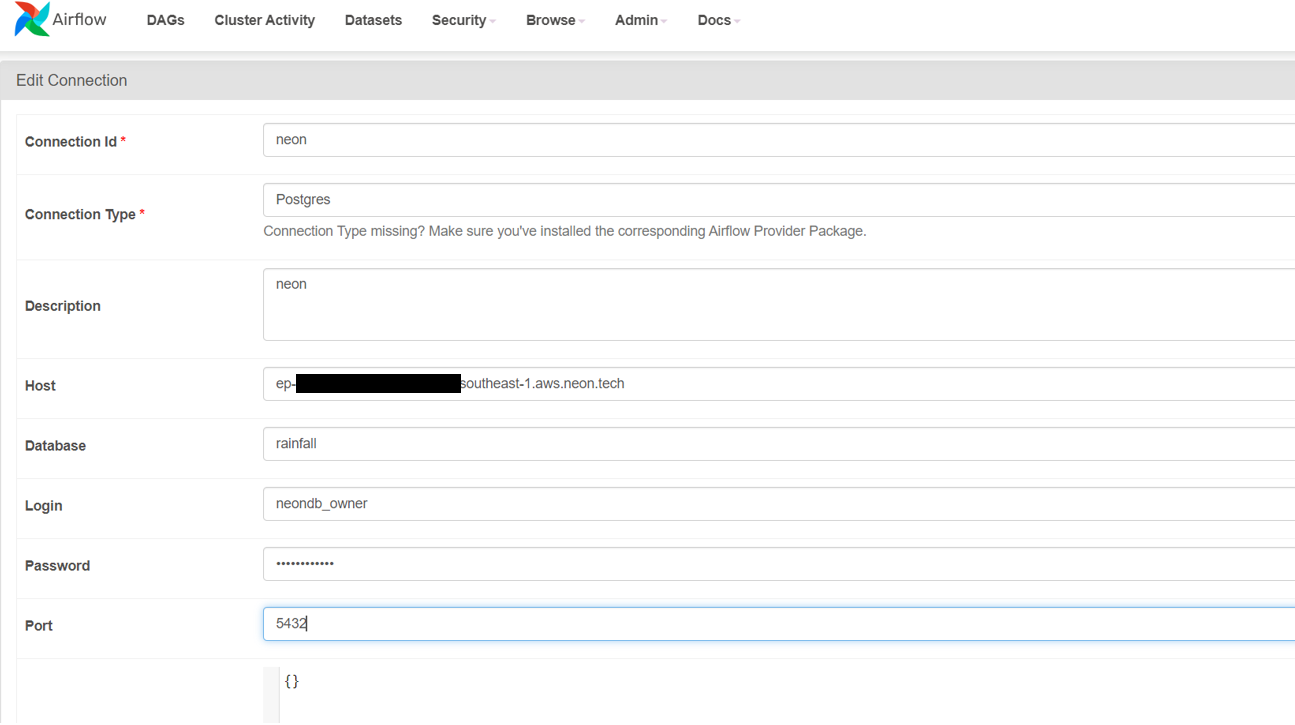 Airflow DAGs Cluster Activity Datasets Security Browse Admin Docs
Edit Connection
Connection Id * neon
Connection Type * Postgres
Connection Type missing? Make sure you've installed the corresponding Airflow Provider Package.
Description neon
Host ep- southeast-1.aws.neon.tech
Database rainfall
Login neondb_owner
Password ••••••••••••
Port 5432
{}